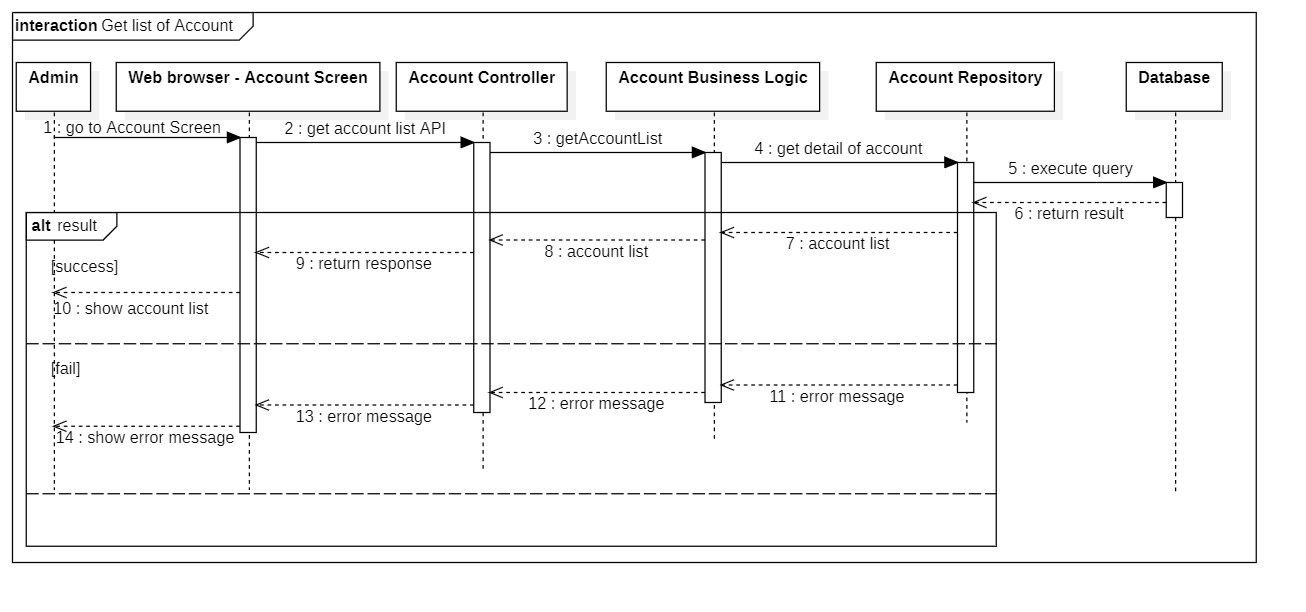 interaction Get list of Account
Admin
Web browser - Account Screen
Account Controller
Account Business Logic
Account Repository
Database
1 : go to Account Screen
2 : get account list API
3 : getAccountList
4 : get detail of account
5 : execute query
6 : return result
alt result
7 : account list
8 : account list
9 : return response
[success]
10 : show account list
[fail]
11 : error message
12 : error message
13 : error message
14 : show error message